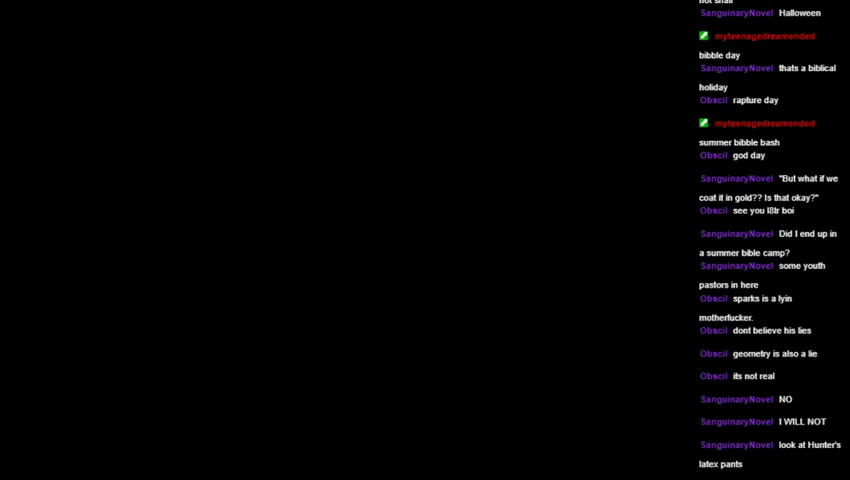 not shall
SanguinaryNovel Halloween
myteenagedreamended
bibble day
SanguinaryNovel thats a biblical
holiday
Obscil rapture day
myteenagedreamended
summer bibble bash
Obscil god day
SanguinaryNovel "But what if we
coat it in gold?? Is that okay?"
Obscil see you l8tr boi
SanguinaryNovel Did I end up in
a summer bible camp?
SanguinaryNovel some youth
pastors in here
Obscil sparks is a lyin
motherfucker.
Obscil dont believe his lies
Obscil geometry is also a lie
Obscil its not real
SanguinaryNovel NO
SanguinaryNovel I WILL NOT
SanguinaryNovel look at Hunter's
latex pants